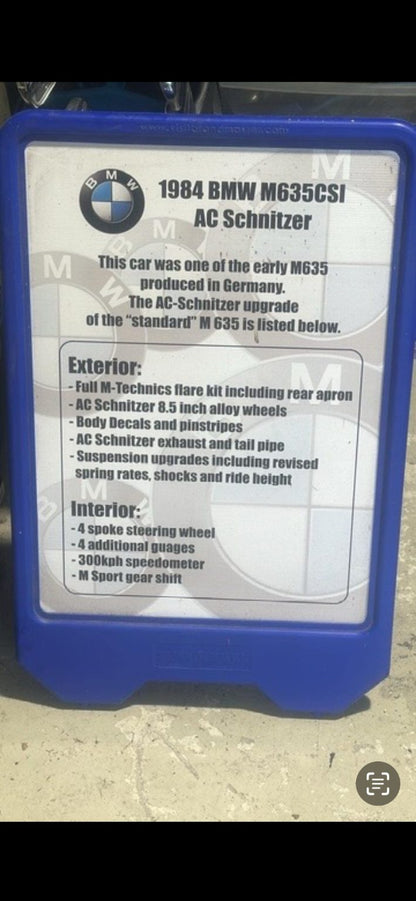 BMW
1984 BMW M635CSI
AC Schnitzer
This car was one of the early M635
produced in Germany.
The AC-Schnitzer upgrade
of the “standard” M 635 is listed below.
Exterior:
- Full M-Technics flare kit including rear apron
- AC Schnitzer 8.5 inch alloy wheels
- Body Decals and pinstripes
- AC Schnitzer exhaust and tail pipe
- Suspension upgrades including revised
spring rates, shocks and ride height
Interior:
- 4 spoke steering wheel
- 4 additional guages
- 300kph speedometer
- M Sport gear shift